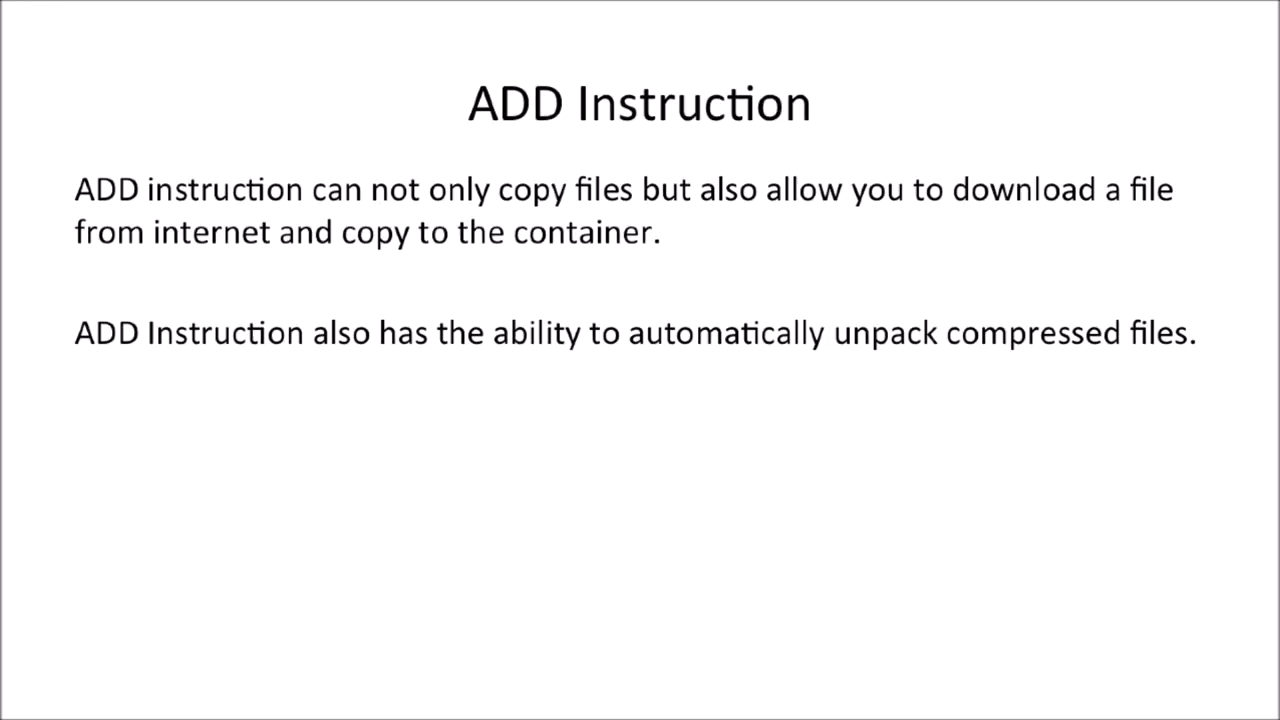 ADD Instruction
ADD instruction can not only copy files but also allow you to download a file
from internet and copy to the container.
ADD Instruction also has the ability to automatically unpack compressed files.